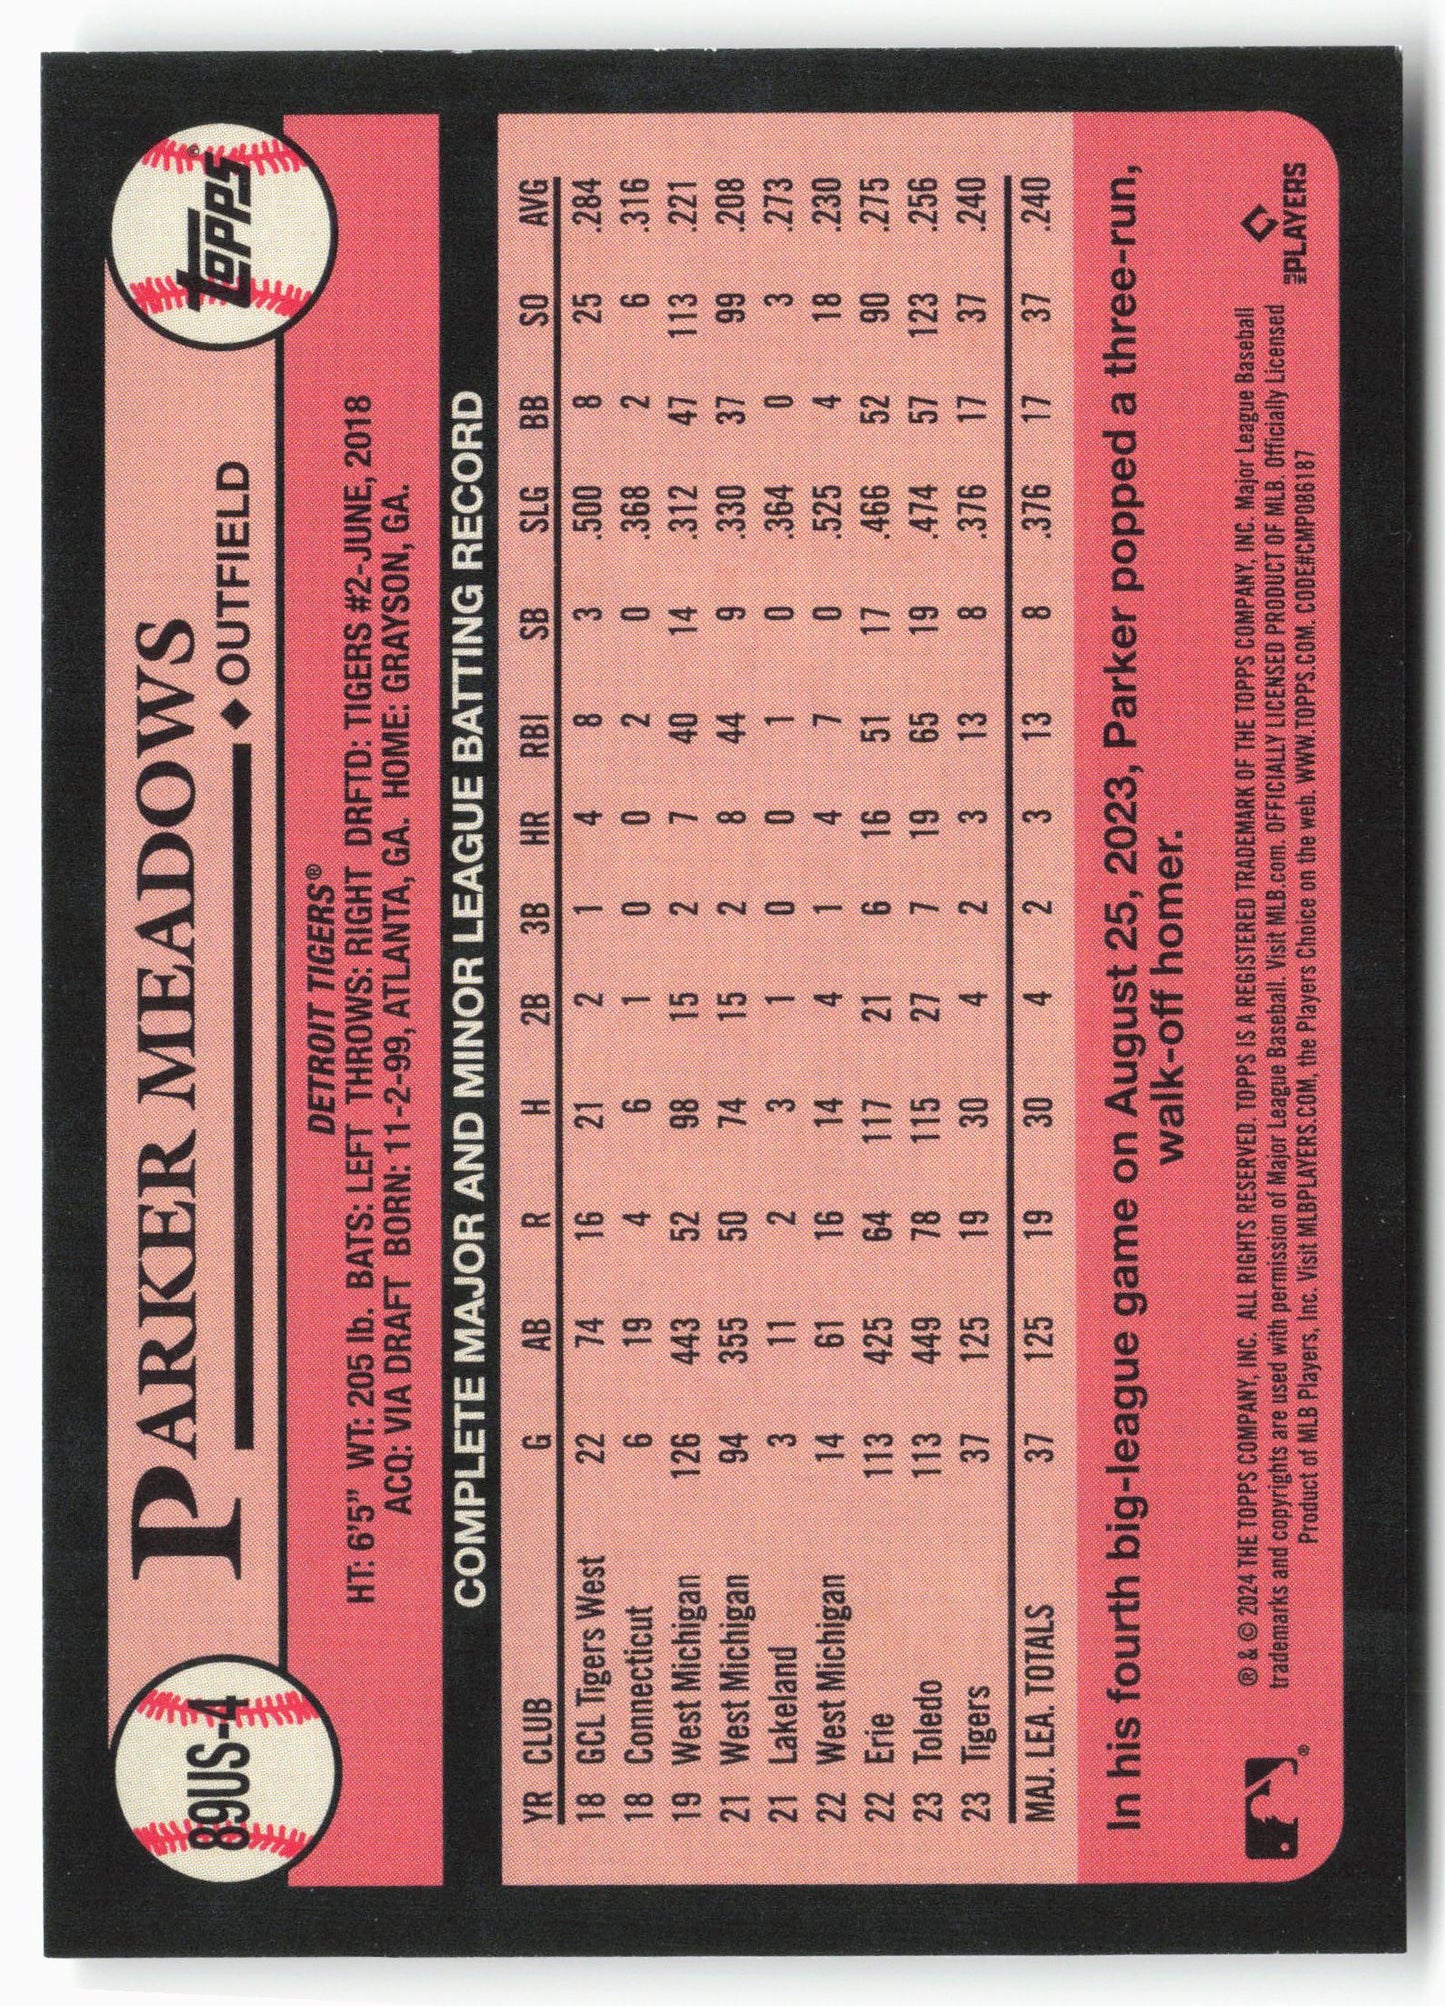 89US-4
PARKER MEADOWS
◆ OUTFIELD
topps ©
DETROIT TIGERS®
HT: 6'5" WT: 205 lb. BATS: LEFT THROWS: RIGHT DRFTD: TIGERS #2-JUNE, 2018
ACQ: VIA DRAFT BORN: 11-2-99, ATLANTA, GA. HOME: GRAYSON, GA.
COMPLETE MAJOR AND MINOR LEAGUE BATTING RECORD
YR CLUB G AB R H 2B 3B HR RBI SB SLG BB SO AVG
18 GCL Tigers West 22 74 16 21 2 1 4 8 3 .500 8 25 .284
18 Connecticut 6 19 4 6 1 0 0 2 0 .368 2 6 .316
19 West Michigan 126 443 52 98 15 2 7 40 14 .312 47 113 .221
21 West Michigan 94 355 50 74 15 2 8 44 9 .330 37 99 .208
21 Lakeland 3 11 2 3 1 0 0 1 0 .364 0 3 .273
22 West Michigan 14 61 16 14 4 1 4 7 0 .525 4 18 .230
22 Erie 113 425 64 117 21 6 16 51 17 .466 52 90 .275
23 Toledo 113 449 78 115 27 7 19 65 19 .474 57 123 .256
23 Tigers 37 125 19 30 4 2 3 13 8 .376 17 37 .240
MAJ. LEA. TOTALS 37 125 19 30 4 2 3 13 8 .376 17 37 .240
In his fourth big-league game on August 25, 2023, Parker popped a three-run,
walk-off homer.
® & © 2024 THE TOPPS COMPANY, INC. ALL RIGHTS RESERVED. TOPPS IS A REGISTERED TRADEMARK OF THE TOPPS COMPANY, INC. Major League Baseball
trademarks and copyrights are used with permission of Major League Baseball. Visit MLB.com. OFFICIALLY LICENSED PRODUCT OF MLB. Officially Licensed
Product of MLB Players, Inc. Visit MLBPLAYERS.COM, the Players Choice on the web. WWW.TOPPS.COM. CODE#CMP086187
®
MLB PLAYERS